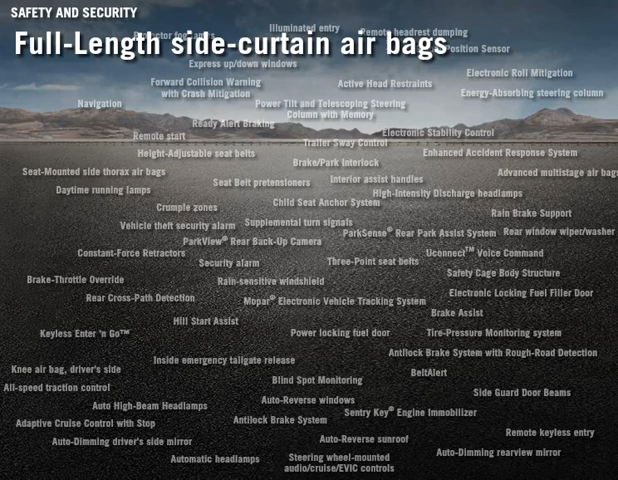 SAFETY AND SECURITY
Illuminated entry
Remote headrest dumping
Full-Length side-curtain air bags
Position Sensor
Express up/down windows
Electronic Roll Mitigation
Forward Collision Warning
with Crash Mitigation
Active Head Restraints
Energy-Absorbing steering column
Navigation
Power Tilt and Telescoping Steering
Column with Memory
Ready Alert Braking
Electronic Stability Control
Remote start
Trailer Sway Control
Height-Adjustable seat belts
Enhanced Accident Response System
Brake/Park Interlock
Seat-Mounted side thorax air bags
Advanced multistage air bags
Seat Belt pretensioners
Interior assist handles
Daytime running lamps
High-Intensity Discharge headlamps
Child Seat Anchor System
Crumple zones
Rain Brake Support
Vehicle theft security alarm
Supplemental turn signals
ParkSense® Rear Park Assist System
Rear window wiper/washer
ParkView® Rear Back-Up Camera
Constant-Force Retractors
Uconnect™ Voice Command
Security alarm
Three-Point seat belts
Safety Cage Body Structure
Brake-Throttle Override
Rain-sensitive windshield
Electronic Locking Fuel Filler Door
Rear Cross-Path Detection
Mopar® Electronic Vehicle Tracking System
Brake Assist
Hill Start Assist
Keyless Enter 'n Go™
Power locking fuel door
Tire-Pressure Monitoring system
Antilock Brake System with Rough-Road Detection
Inside emergency tailgate release
Knee air bag, driver's side
BeltAlert
Blind Spot Monitoring
All-speed traction control
Side Guard Door Beams
Auto High-Beam Headlamps
Auto-Reverse windows
Sentry Key® Engine Immobilizer
Adaptive Cruise Control with Stop
Antilock Brake System
Remote keyless entry
Auto-Dimming driver's side mirror
Auto-Reverse sunroof
Auto-Dimming rearview mirror
Automatic headlamps
Steering wheel-mounted
audio/cruise/EVIC controls